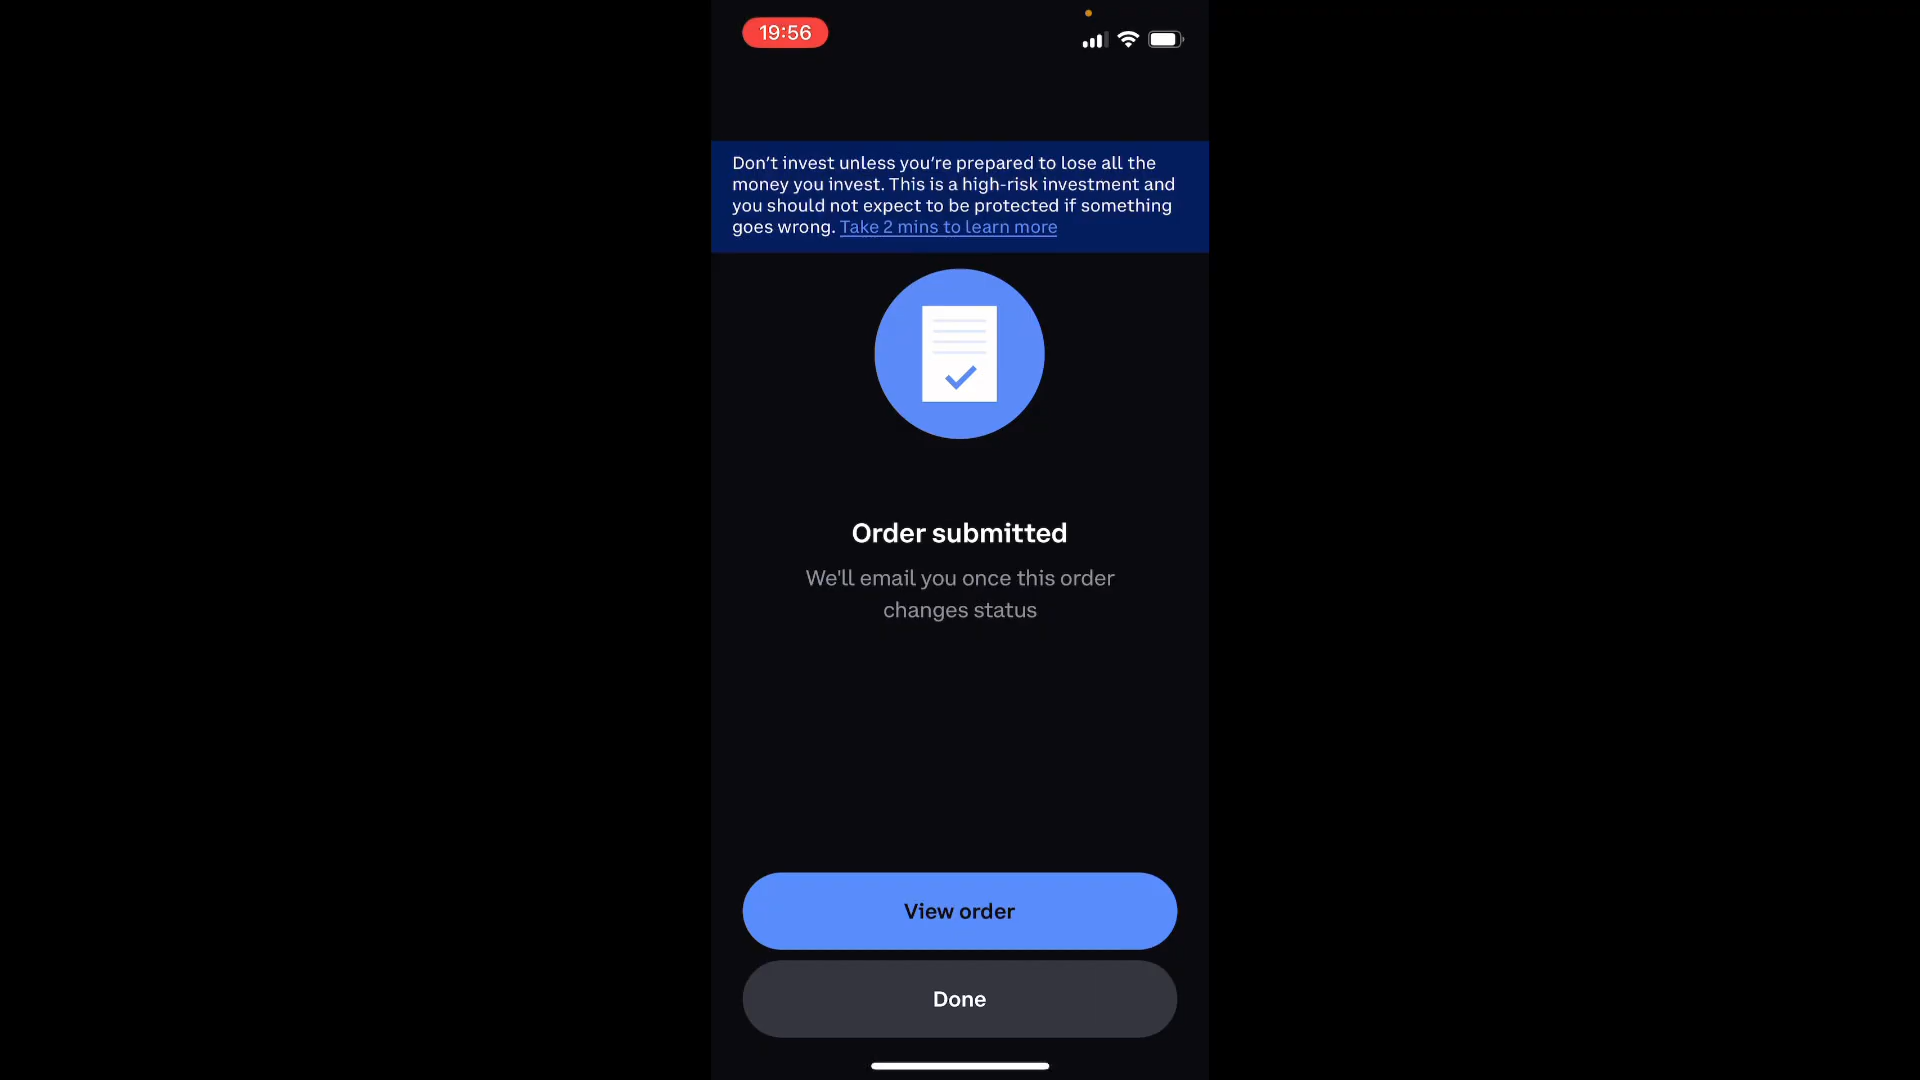 19:56
Don’t invest unless you’re prepared to lose all the
money you invest. This is a high-risk investment and
you should not expect to be protected if something
goes wrong. Take 2 mins to learn more
Order submitted
We'll email you once this order
changes status
View order
Done